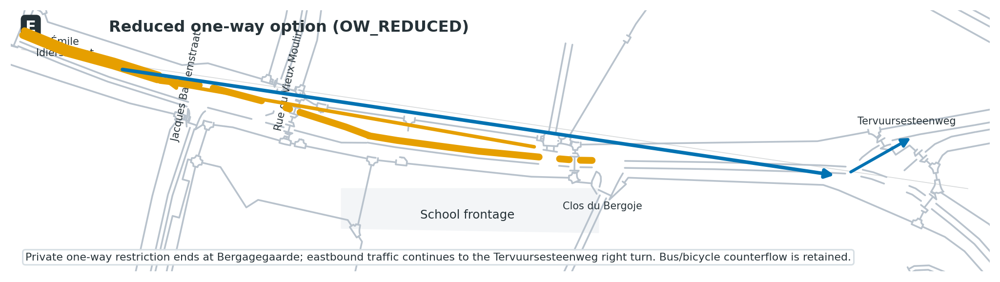 E
Reduced one-way option (OW_REDUCED)
Émile
Jacques
Rue du Vieux Moulin
Tervuursesteenweg
Clos du Bergoje
School frontage
Private one-way restriction ends at Bergagegaarde; eastbound traffic continues to the Tervuursesteenweg right turn. Bus/bicycle counterflow is retained.